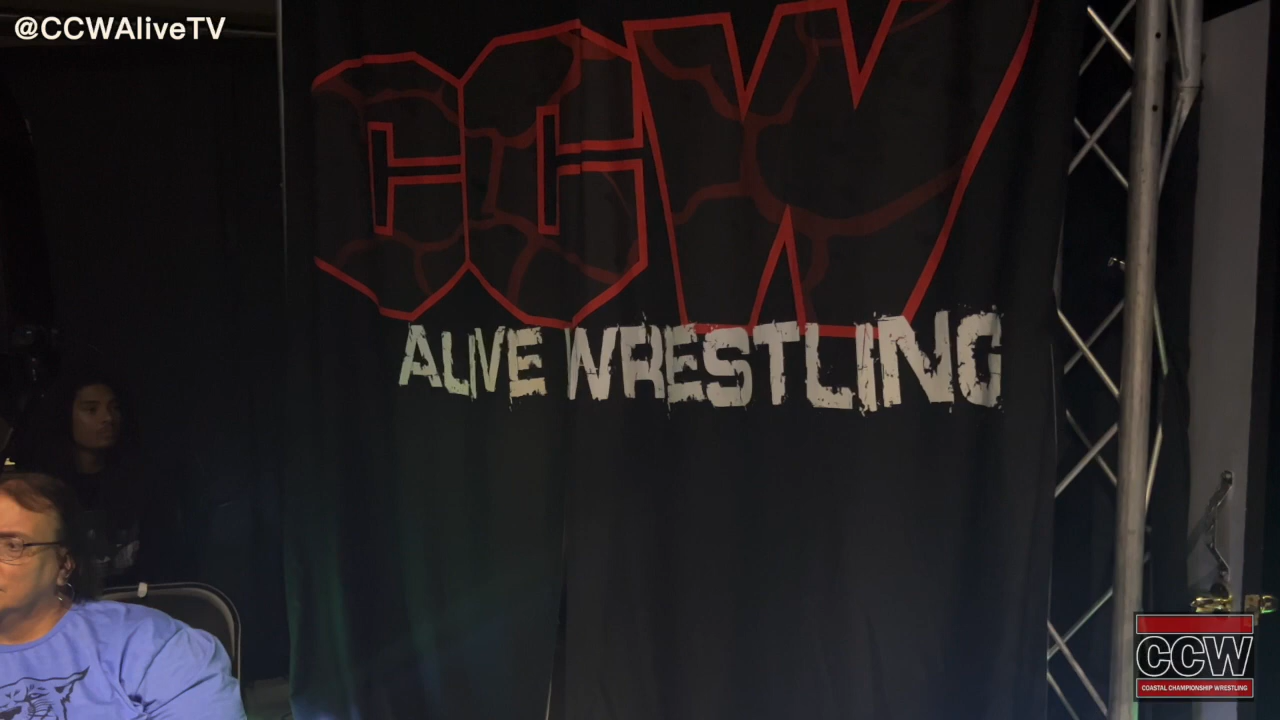 @CCWAliveTV
CCW
ALIVE WRESTLING
CCW
COASTAL CHAMPIONSHIP WRESTLING